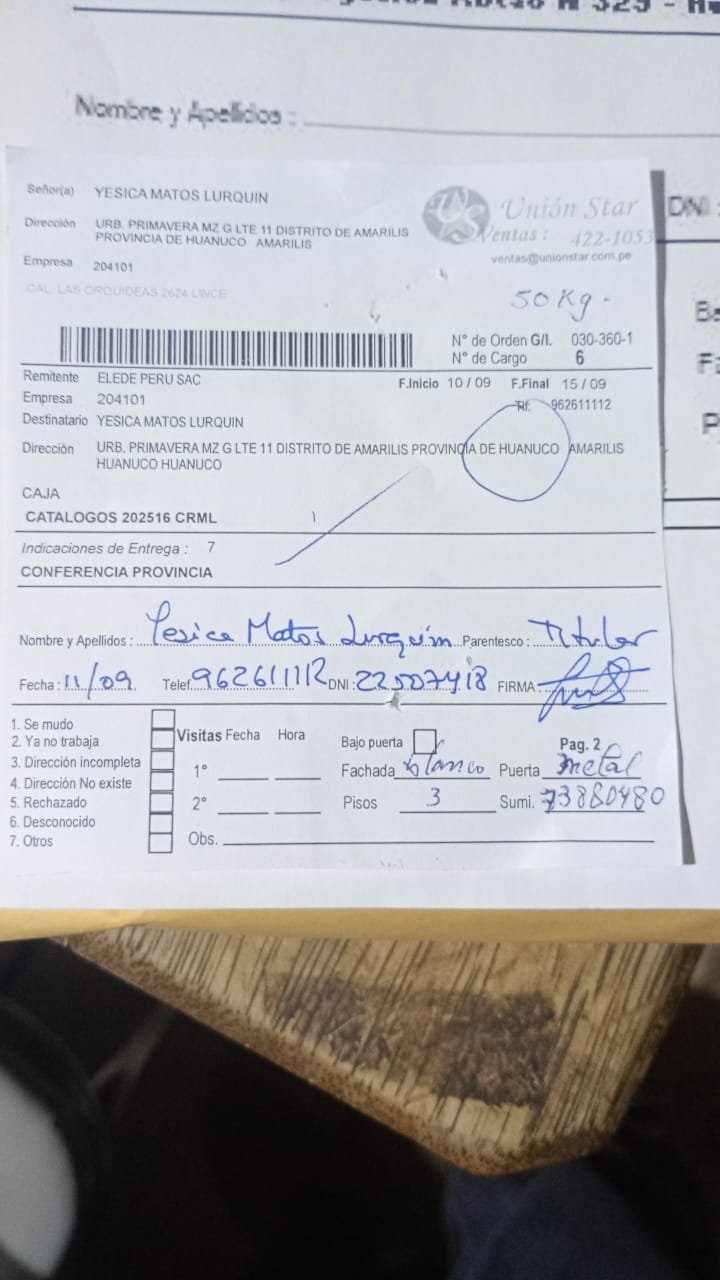 Nombre y Apellidos :
DNI :
Señor(a) YESICA MATOS LURQUIN
Dirección URB. PRIMAVERA MZ G LTE 11 DISTRITO DE AMARILIS
PROVINCIA DE HUANUCO AMARILIS
Empresa 204101
CAL. LAS ORQUIDEAS 2624 LINCE
US
Unión Star
Ventas : 422-1053
ventas@unionstar.com.pe
50 Kg.
N° de Orden G/I. 030-360-1
N° de Cargo 6
Remitente ELEDE PERU SAC
F.Inicio 10 / 09 F.Final 15 / 09
Empresa 204101
Tlf. 962611112
Destinatario YESICA MATOS LURQUIN
Dirección URB. PRIMAVERA MZ G LTE 11 DISTRITO DE AMARILIS PROVINCIA DE HUANUCO AMARILIS
HUANUCO HUANUCO
CAJA
CATALOGOS 202516 CRML 1
Indicaciones de Entrega : 7
CONFERENCIA PROVINCIA
Nombre y Apellidos : Yesica Matos Lurquin Parentesco : Titular
Fecha : 11/09 Telef. 962611112 DNI : 22507418 FIRMA :
1. Se mudo
2. Ya no trabaja
3. Dirección incompleta
4. Dirección No existe
5. Rechazado
6. Desconocido
7. Otros
Visitas Fecha Hora
1°
2°
Obs.
Bajo puerta Pag. 2
Fachada blanco Puerta metal
Pisos 3 Sumi. 73880480